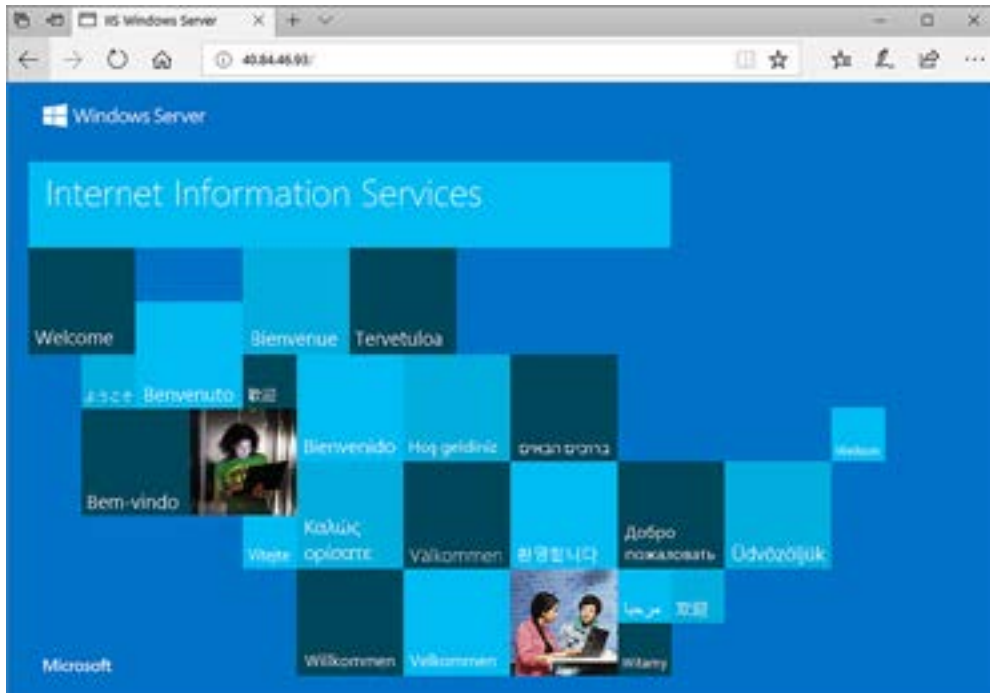 IIS Windows Server
40.84.46.93/
Windows Server
Internet Information Services
Welcome
Bienvenue
Tervetuloa
ようこそ
Benvenuto
歡迎
Bienvenido
Hoş geldiniz
ברוכים הבאים
Welkom
Bem-vindo
Vítejte
Καλώς
ορίσατε
Välkommen
환영합니다
Добро
пожаловать
Üdvözöljük
Microsoft
Willkommen
Velkommen
مرحبا
欢迎
Witamy